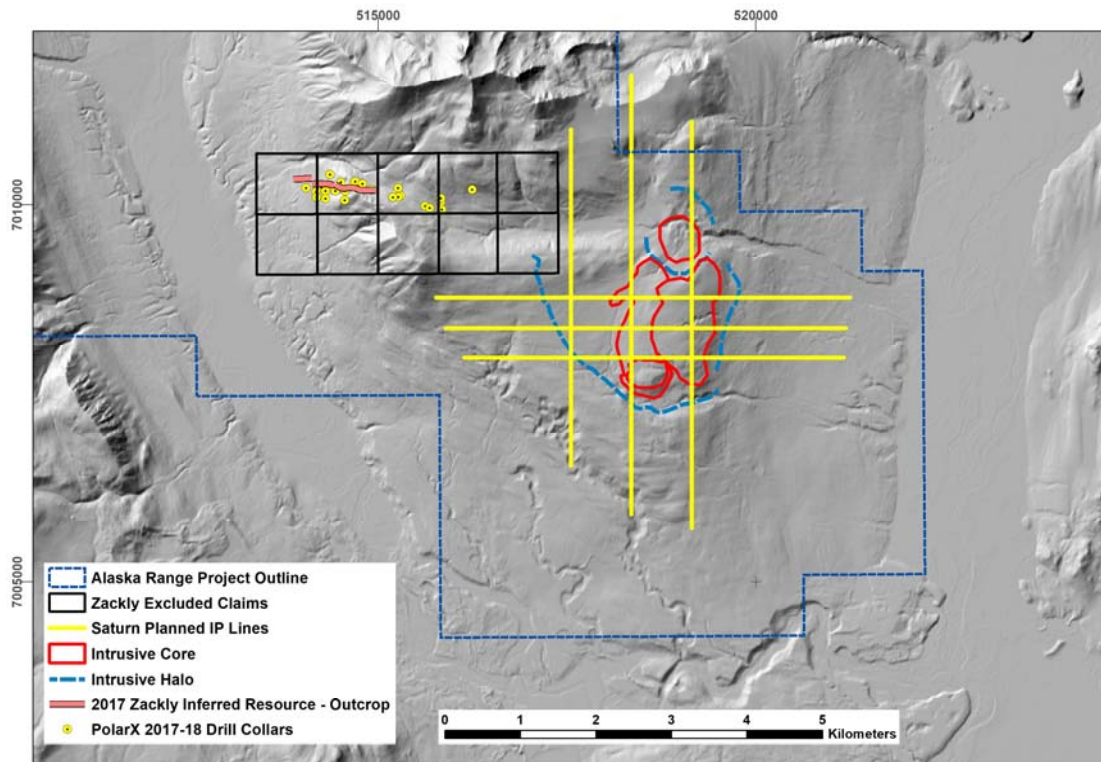 515000
520000
7010000
7005000
Alaska Range Project Outline
Zackly Excluded Claims
Saturn Planned IP Lines
Intrusive Core
Intrusive Halo
2017 Zackly Inferred Resource - Outcrop
PolarX 2017-18 Drill Collars
0 1 2 3 4 5
Kilometers